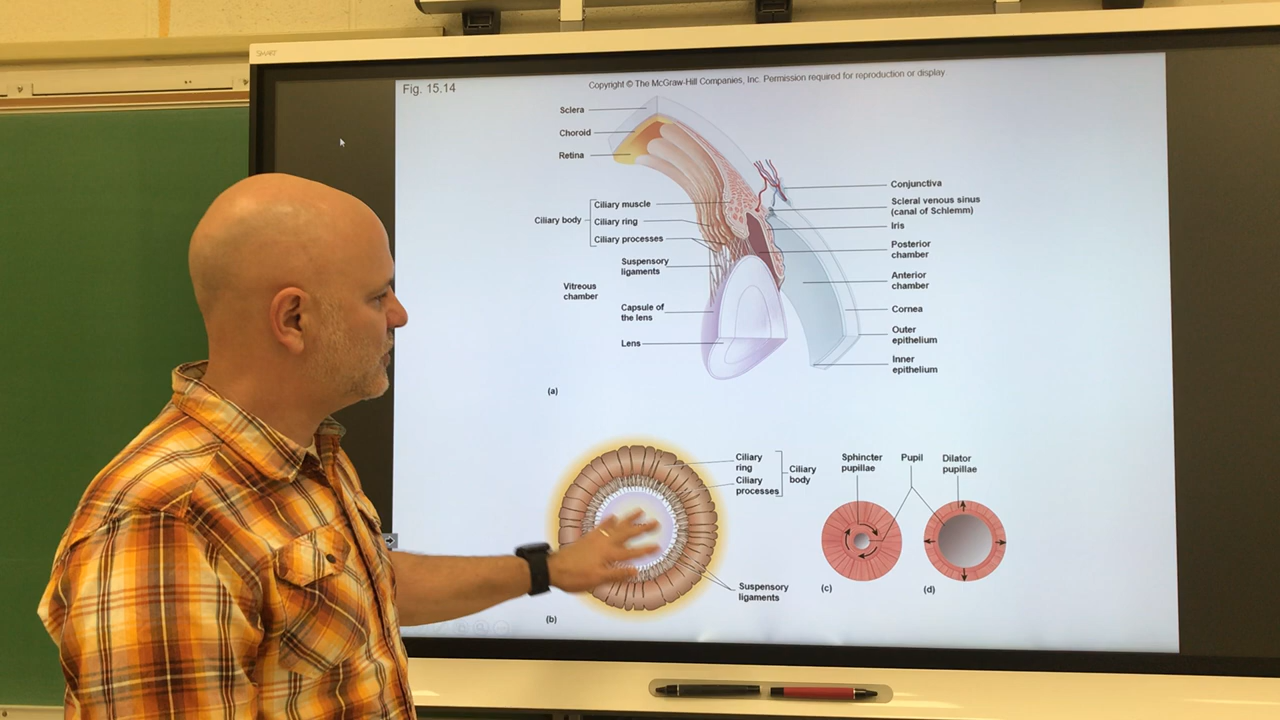 SMART
Fig. 15.14
Copyright © The McGraw-Hill Companies, Inc. Permission required for reproduction or display
Sclera
Choroid
Retina
Ciliary muscle
Ciliary body
Ciliary ring
Ciliary processes
Suspensory
ligaments
Vitreous
chamber
Capsule of
the lens
Lens
Conjunctiva
Scleral venous sinus
(canal of Schlemm)
Iris
Posterior
chamber
Anterior
chamber
Cornea
Outer
epithelium
Inner
epithelium
(a)
Ciliary
ring
Ciliary
processes
Ciliary
body
Suspensory
ligaments
(b)
Sphincter
pupillae
Pupil
Dilator
pupillae
(c)
(d)